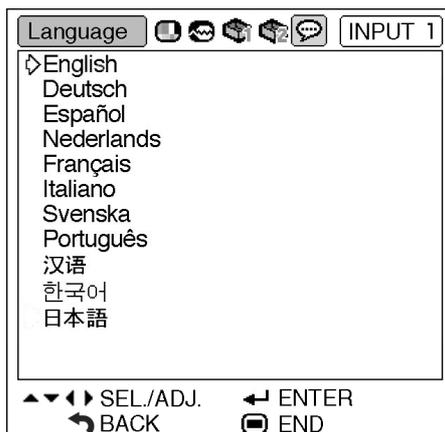 Language INPUT 1
English
Deutsch
Español
Nederlands
Français
Italiano
Svenska
Português
汉语
한국어
日本語
SEL./ADJ. ENTER
BACK END